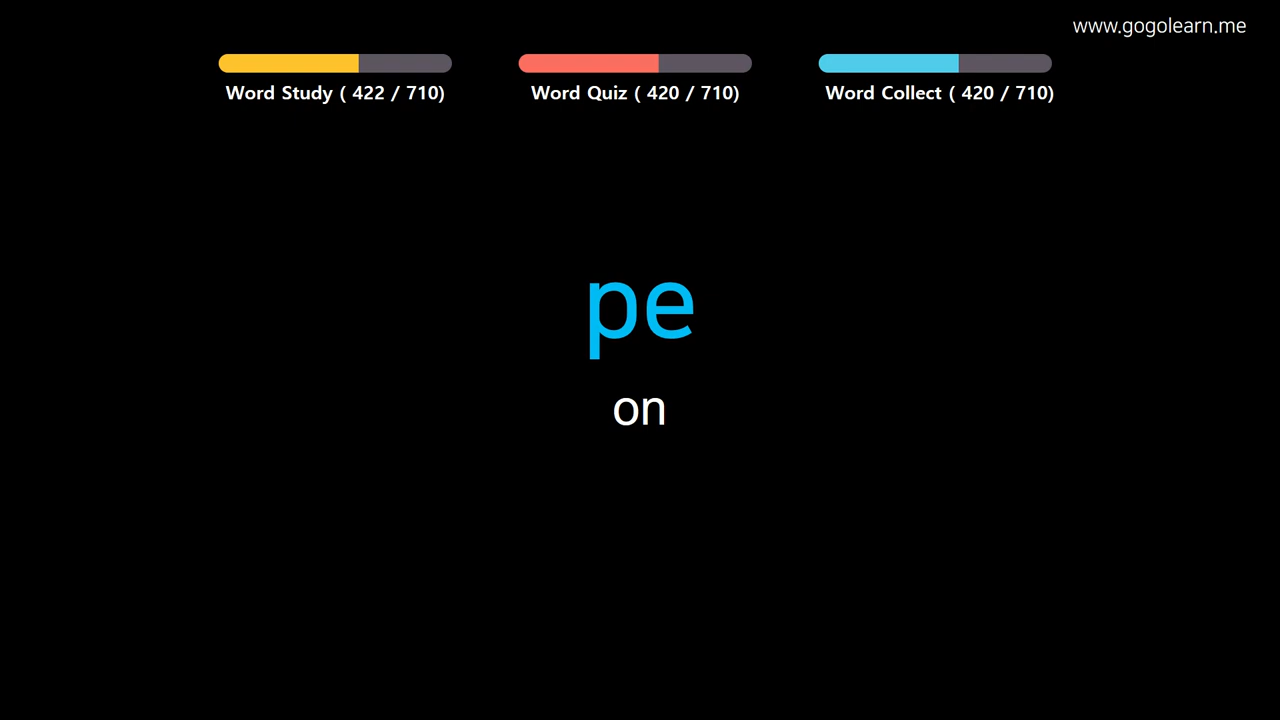 www.gogolearn.me
Word Study ( 422 / 710)
Word Quiz ( 420 / 710)
Word Collect ( 420 / 710)
pe
on